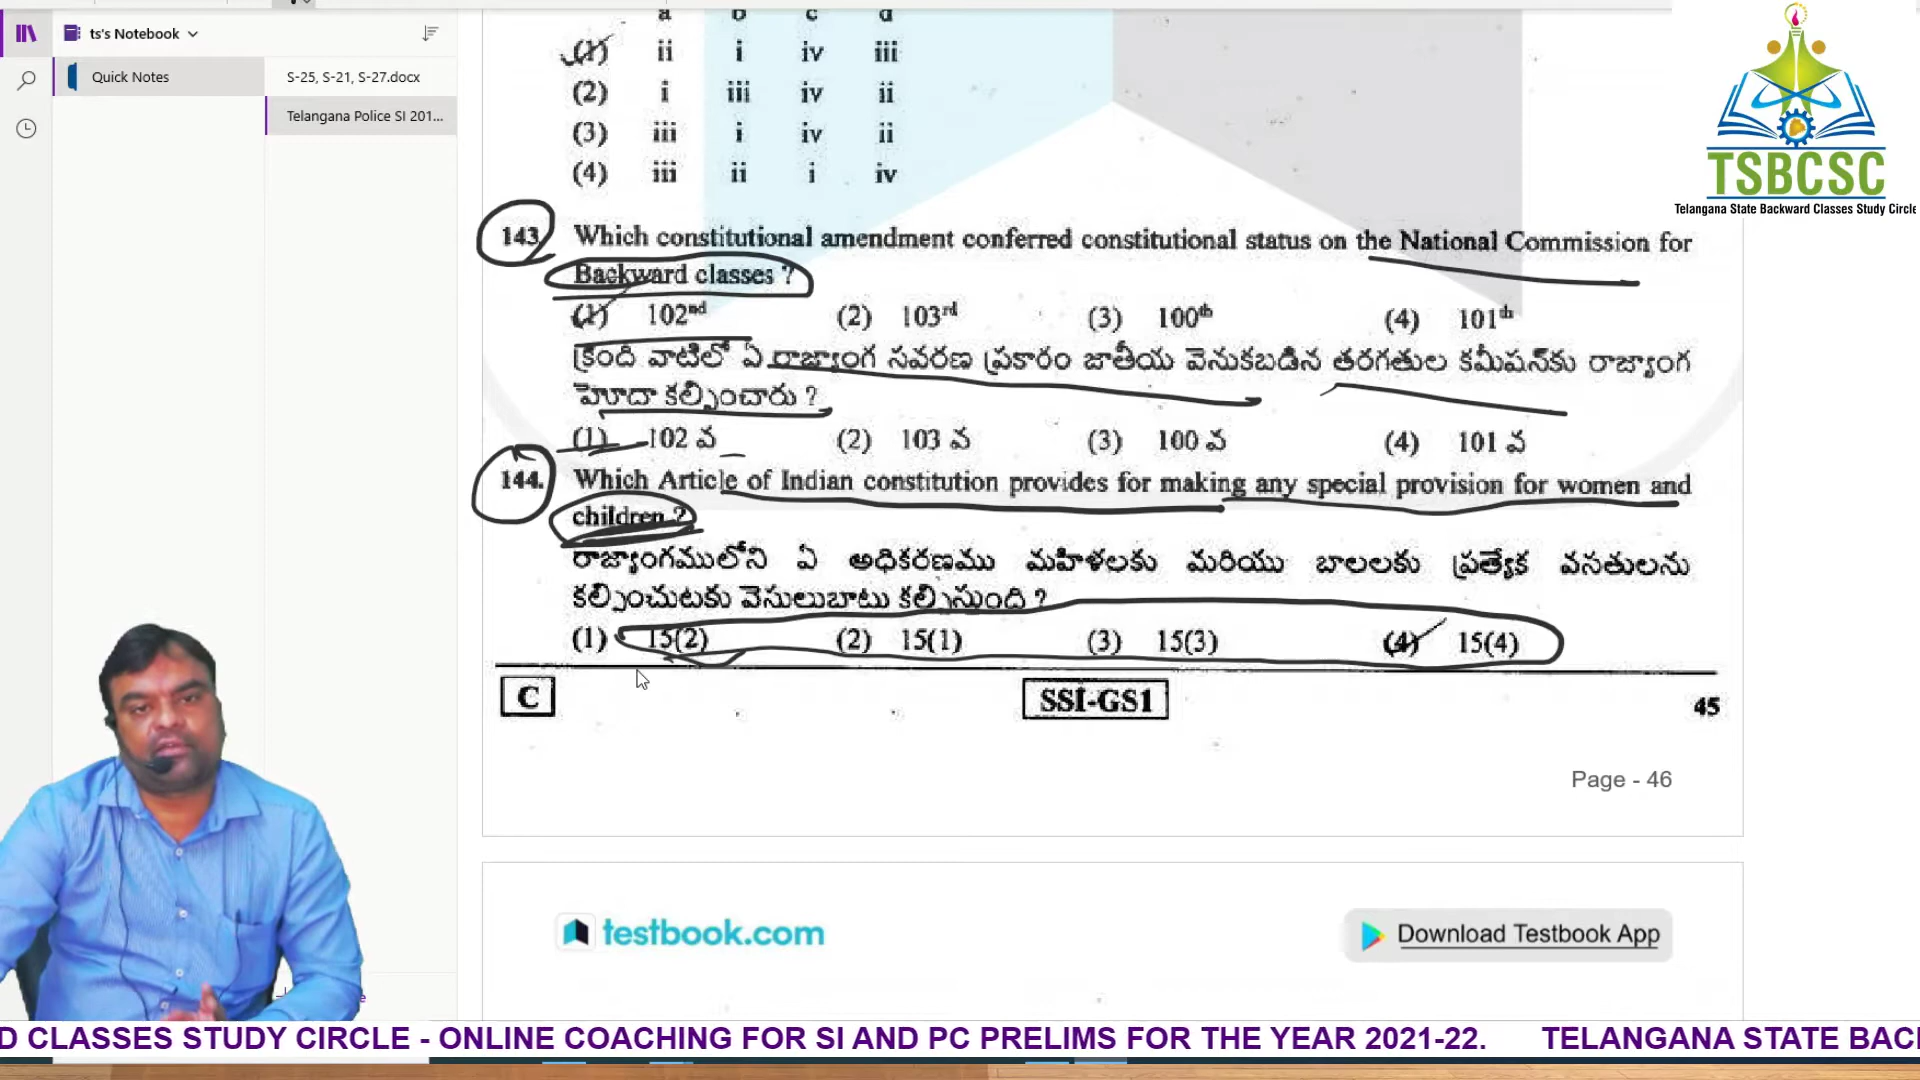 ts's Notebook
Quick Notes
S-25, S-21, S-27.docx
Telangana Police SI 201...
a b c d
(1) ii i iv iii
(2) i iii iv ii
(3) iii i iv ii
(4) iii ii i iv
143. Which constitutional amendment conferred constitutional status on the National Commission for
Backward classes ?
(1) 102nd (2) 103rd (3) 100th (4) 101th
క్రింది వాటిలో ఏ రాజ్యాంగ సవరణ ప్రకారం జాతీయ వెనుకబడిన తరగతుల కమీషన్‌కు రాజ్యాంగ
హెూదా కల్పించారు ?
(1) 102 వ (2) 103 వ (3) 100 వ (4) 101 వ
144. Which Article of Indian constitution provides for making any special provision for women and
children ?
రాజ్యాంగములోని ఏ అధికరణము మహిళలకు మరియు బాలలకు ప్రత్యేక వసతులను
కల్పించుటకు వెసులుబాటు కల్పిస్తుంది ?
(1) 15(2) (2) 15(1) (3) 15(3) (4) 15(4)
C SSI-GS1 45
Page - 46
testbook.com
Download Testbook App
TSBCSC
Telangana State Backward Classes Study Circle
D CLASSES STUDY CIRCLE - ONLINE COACHING FOR SI AND PC PRELIMS FOR THE YEAR 2021-22. TELANGANA STATE BAC